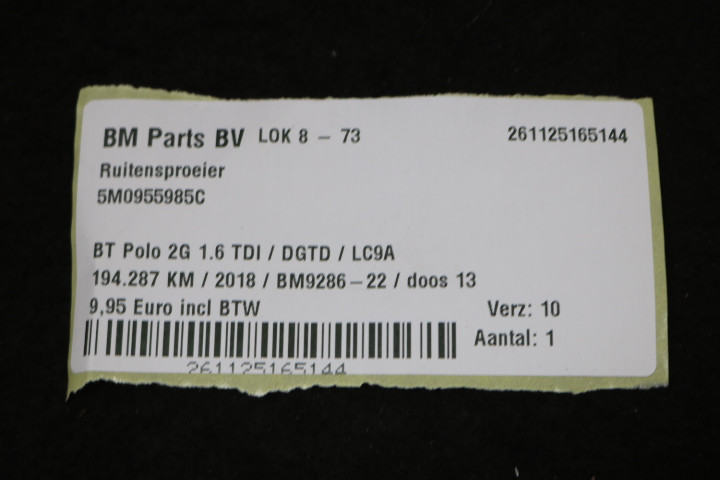 BM Parts BV LOK 8 - 73 261125165144
Ruitensproeier
5M0955985C
BT Polo 2G 1.6 TDI / DGTD / LC9A
194.287 KM / 2018 / BM9286-22 / doos 13
9,95 Euro incl BTW Verz: 10
Aantal: 1
261125165144